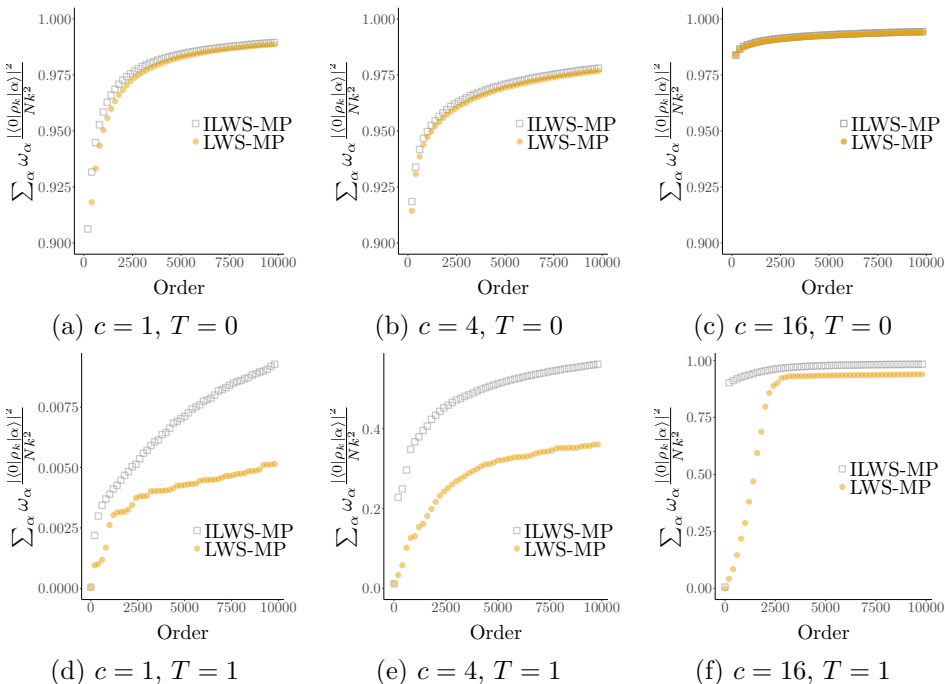 1.000
0.975
0.950
0.925
0.900
∑α ωα |⟨0|ρk|α⟩|² / Nk²
ILWS-MP
LWS-MP
0 2500 5000 7500 10000
Order
(a) c = 1, T = 0
1.000
0.975
0.950
0.925
0.900
∑α ωα |⟨0|ρk|α⟩|² / Nk²
ILWS-MP
LWS-MP
0 2500 5000 7500 10000
Order
(b) c = 4, T = 0
1.000
0.975
0.950
0.925
0.900
∑α ωα |⟨0|ρk|α⟩|² / Nk²
ILWS-MP
LWS-MP
0 2500 5000 7500 10000
Order
(c) c = 16, T = 0
0.0075
0.0050
0.0025
0.0000
∑α ωα |⟨0|ρk|α⟩|² / Nk²
ILWS-MP
LWS-MP
0 2500 5000 7500 10000
Order
(d) c = 1, T = 1
0.4
0.2
0.0
∑α ωα |⟨0|ρk|α⟩|² / Nk²
ILWS-MP
LWS-MP
0 2500 5000 7500 10000
Order
(e) c = 4, T = 1
1.00
0.75
0.50
0.25
0.00
∑α ωα |⟨0|ρk|α⟩|² / Nk²
ILWS-MP
LWS-MP
0 2500 5000 7500 10000
Order
(f) c = 16, T = 1